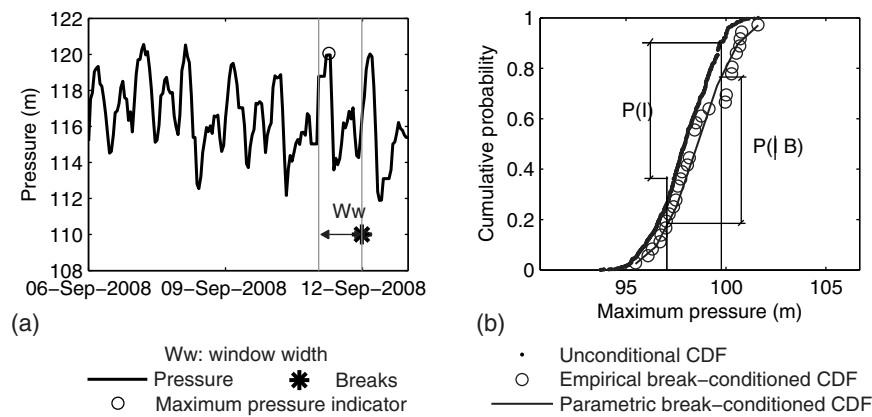 122
120
118
116
114
112
110
108
Pressure (m)
Ww
06−Sep−2008
09−Sep−2008
12−Sep−2008
(a)
Ww: window width
Pressure
Breaks
Maximum pressure indicator
1
0.8
0.6
0.4
0.2
0
Cumulative probability
P(I)
P(| B)
95
100
105
Maximum pressure (m)
(b)
Unconditional CDF
Empirical break−conditioned CDF
Parametric break−conditioned CDF